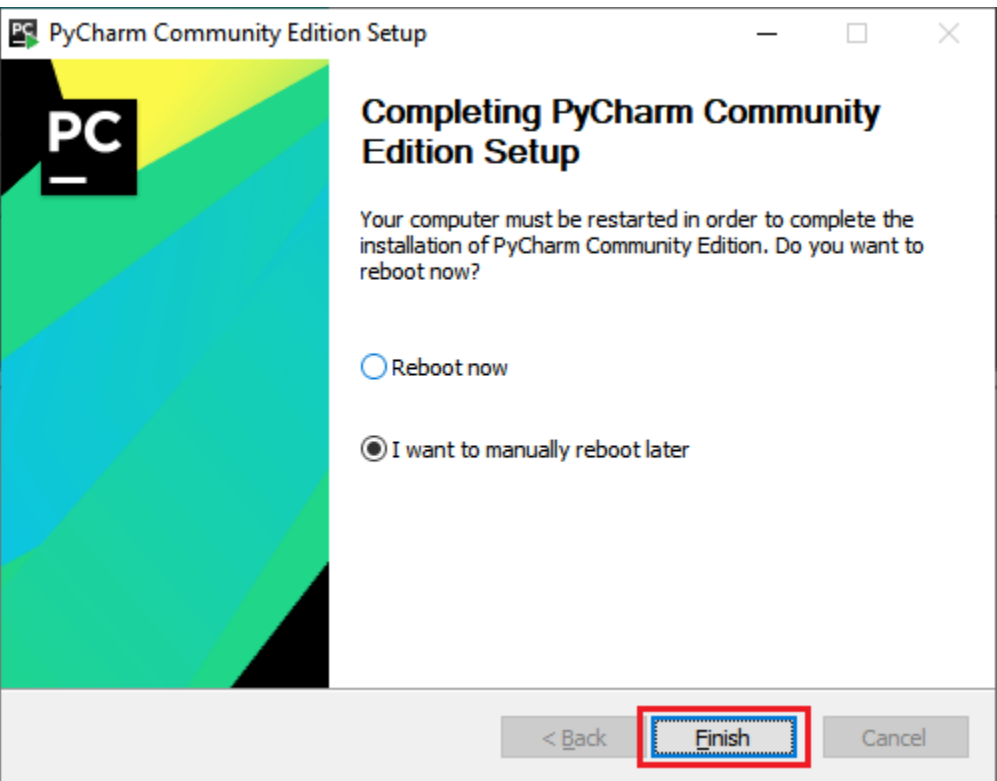 PyCharm Community Edition Setup
PC
Completing PyCharm Community
Edition Setup
Your computer must be restarted in order to complete the
installation of PyCharm Community Edition. Do you want to
reboot now?
Reboot now
I want to manually reboot later
< Back
Finish
Cancel